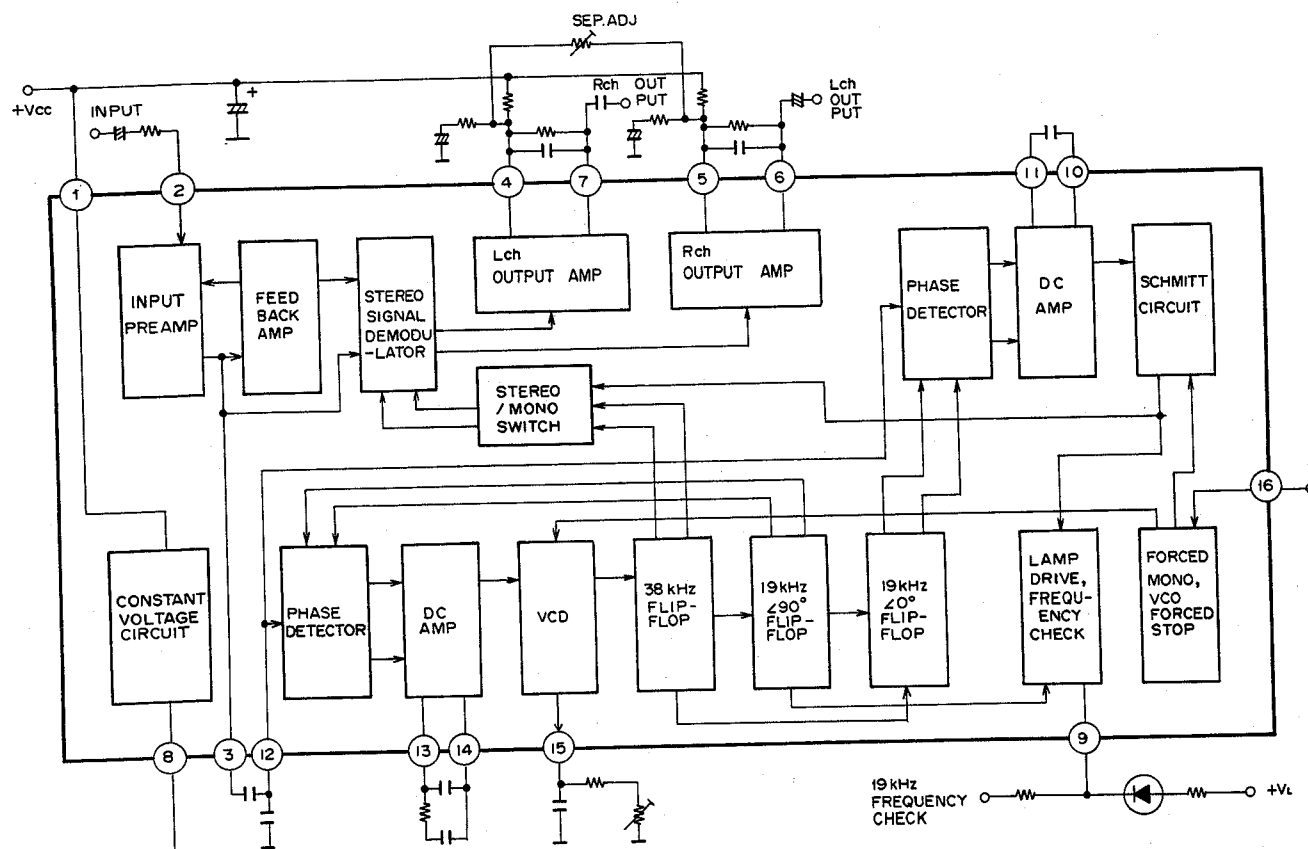 SEP.ADJ
+Vcc
INPUT
+
Rch OUT
PUT
Lch
OUT
PUT
1
2
4
7
5
6
11
10
INPUT
PREAMP
FEED
BACK
AMP
STEREO
SIGNAL
DEMODU
-LATOR
Lch
OUTPUT AMP
Rch
OUTPUT AMP
PHASE
DETECTOR
DC
AMP
SCHMITT
CIRCUIT
STEREO
/ MONO
SWITCH
16
CONSTANT
VOLTAGE
CIRCUIT
PHASE
DETECTOR
DC
AMP
VCD
38 kHz
FLIP-
FLOP
19kHz
∠90°
FLIP-
FLOP
19kHz
∠0°
FLIP-
FLOP
LAMP
DRIVE,
FREQU-
ENCY
CHECK
FORCED
MONO,
VCO
FORCED
STOP
8
3
12
13
14
15
9
19kHz
FREQUENCY
CHECK
+VL